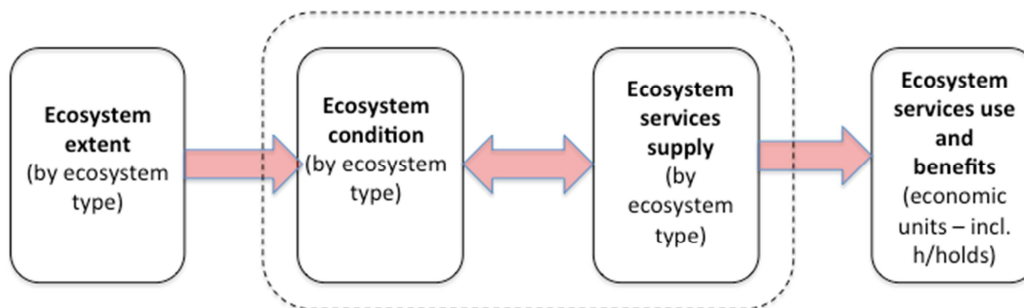 Ecosystem
extent
(by ecosystem
type)
Ecosystem
condition
(by ecosystem
type)
Ecosystem
services
supply
(by
ecosystem
type)
Ecosystem
services use
and
benefits
(economic
units – incl.
h/holds)